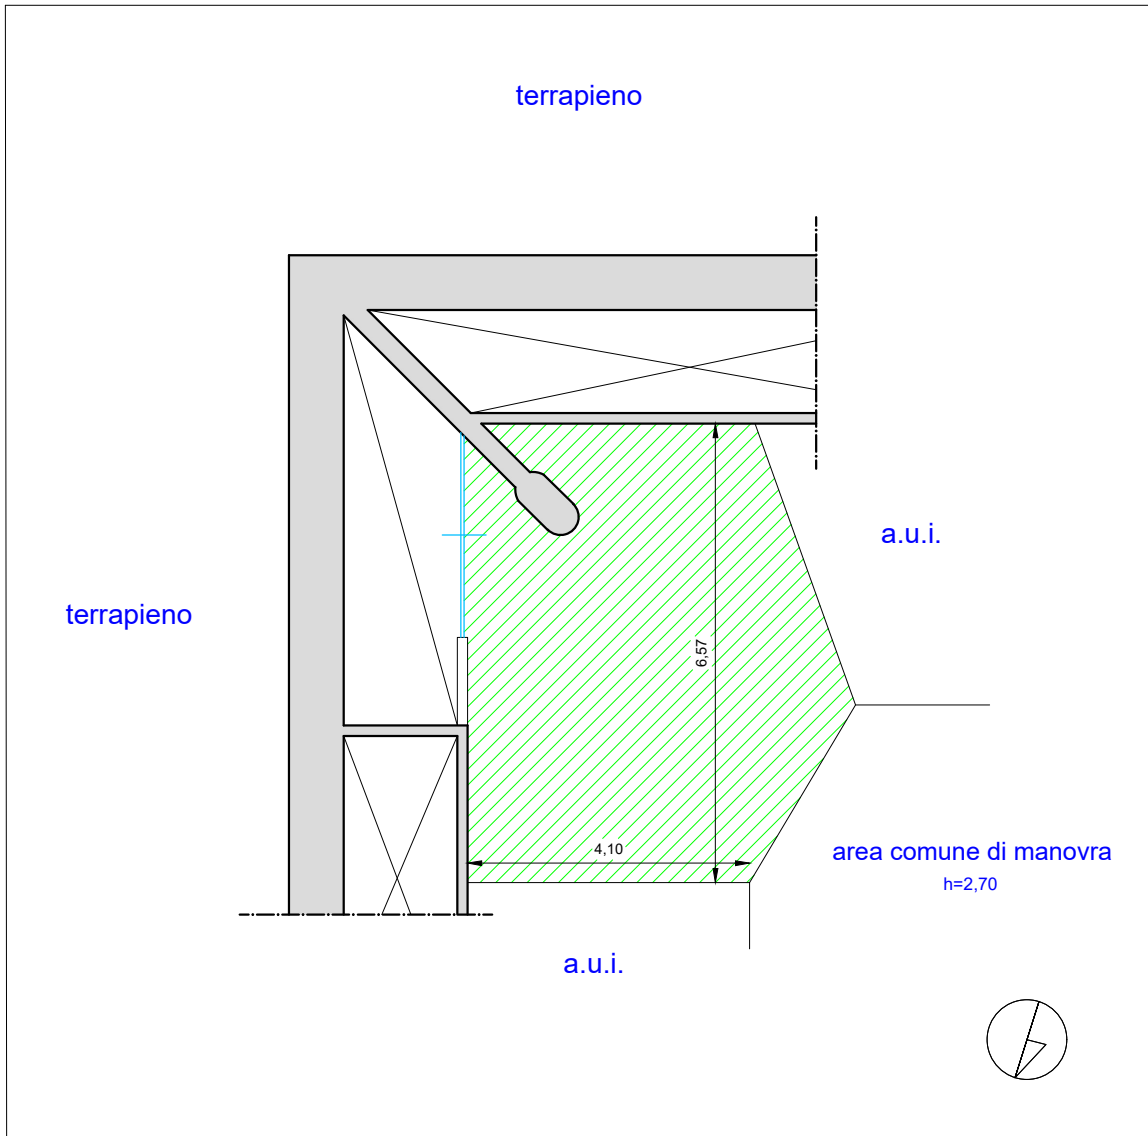 terrapieno
a.u.i.
terrapieno
6,57
4,10
area comune di manovra
h=2,70
a.u.i.